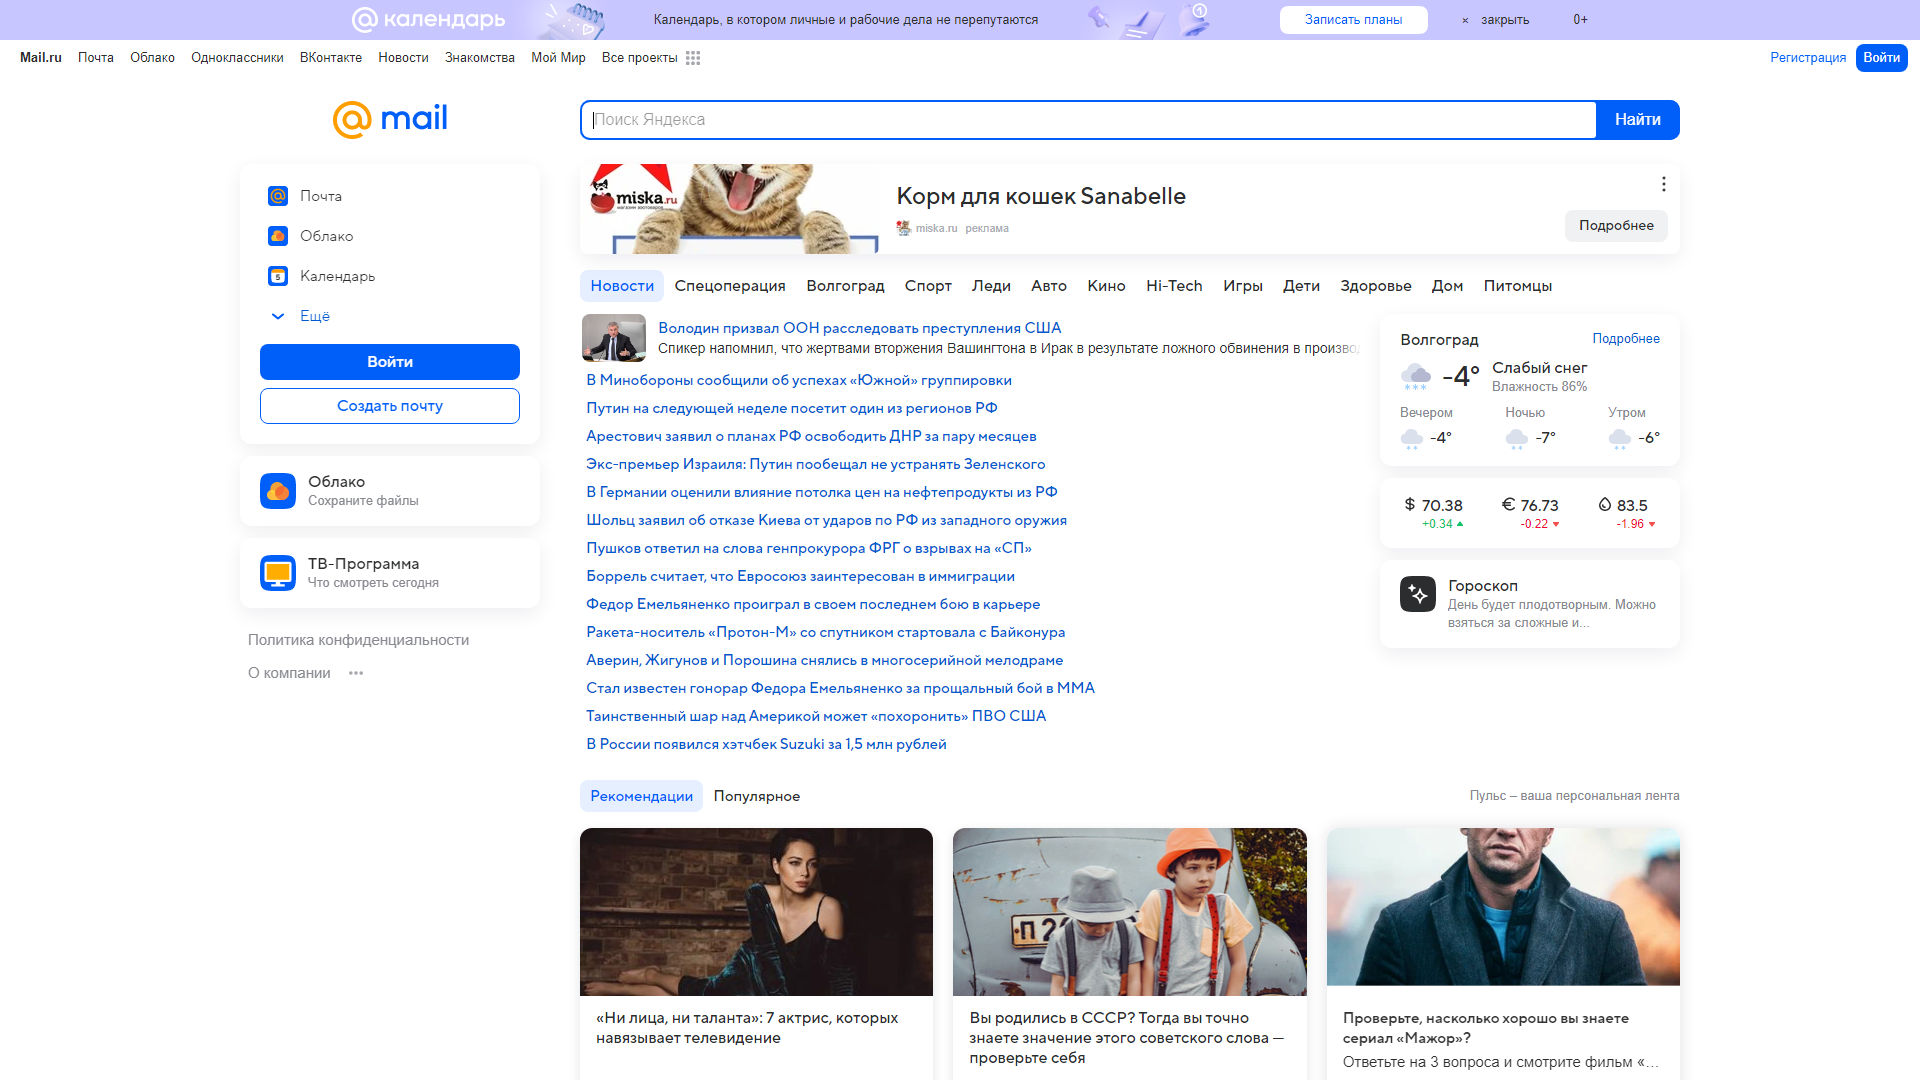 календарь
Календарь, в котором личные и рабочие дела не перепутаются
Записать планы
× закрыть
0+
Mail.ru Почта Облако Одноклассники ВКонтакте Новости Знакомства Мой Мир Все проекты
Регистрация
Войти
@mail
Поиск Яндекса
Найти
Почта
Облако
5
Календарь
Ещё
Войти
Создать почту
Облако
Сохраните файлы
ТВ-Программа
Что смотреть сегодня
Политика конфиденциальности
О компании
miska.ru
Корм для кошек Sanabelle
miska.ru реклама
Подробнее
Новости Спецоперация Волгоград Спорт Леди Авто Кино Hi-Tech Игры Дети Здоровье Дом Питомцы
Володин призвал ООН расследовать преступления США
Спикер напомнил, что жертвами вторжения Вашингтона в Ирак в результате ложного обвинения в произво
В Минобороны сообщили об успехах «Южной» группировки
Путин на следующей неделе посетит один из регионов РФ
Арестович заявил о планах РФ освободить ДНР за пару месяцев
Экс-премьер Израиля: Путин пообещал не устранять Зеленского
В Германии оценили влияние потолка цен на нефтепродукты из РФ
Шольц заявил об отказе Киева от ударов по РФ из западного оружия
Пушков ответил на слова генпрокурора ФРГ о взрывах на «СП»
Боррель считает, что Евросоюз заинтересован в иммиграции
Федор Емельяненко проиграл в своем последнем бою в карьере
Ракета-носитель «Протон-М» со спутником стартовала с Байконура
Аверин, Жигунов и Порошина снялись в многосерийной мелодраме
Стал известен гонорар Федора Емельяненко за прощальный бой в ММА
Таинственный шар над Америкой может «похоронить» ПВО США
В России появился хэтчбек Suzuki за 1,5 млн рублей
Волгоград
Подробнее
-4°
Слабый снег
Влажность 86%
Вечером Ночью Утром
-4° -7° -6°
$ 70.38 € 76.73 83.5
+0.34 -0.22 -1.96
Гороскоп
День будет плодотворным. Можно
взяться за сложные и...
Рекомендации Популярное
Пульс – ваша персональная лента
«Ни лица, ни таланта»: 7 актрис, которых
навязывает телевидение
Вы родились в СССР? Тогда вы точно
знаете значение этого советского слова —
проверьте себя
Проверьте, насколько хорошо вы знаете
сериал «Мажор»?
Ответьте на 3 вопроса и смотрите фильм «...